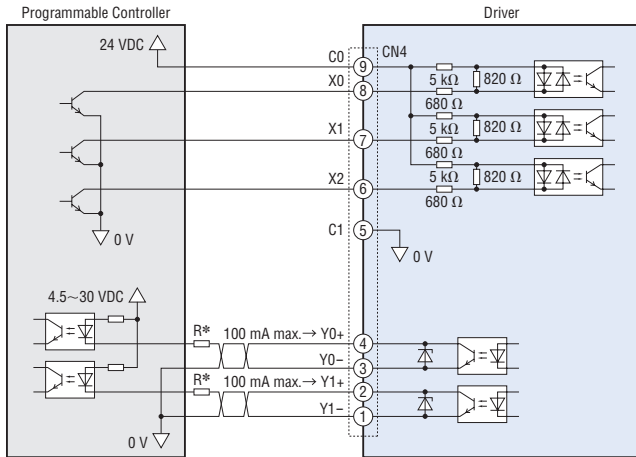 Programmable Controller
Driver
24 VDC
C0
9
CN4
5 kΩ
820 Ω
X0
8
680 Ω
X1
7
5 kΩ
820 Ω
680 Ω
X2
6
5 kΩ
820 Ω
680 Ω
0 V
C1
5
0 V
4.5~30 VDC
R*
100 mA max.→
Y0+
4
Y0−
3
R*
100 mA max.→
Y1+
2
Y1−
1
0 V